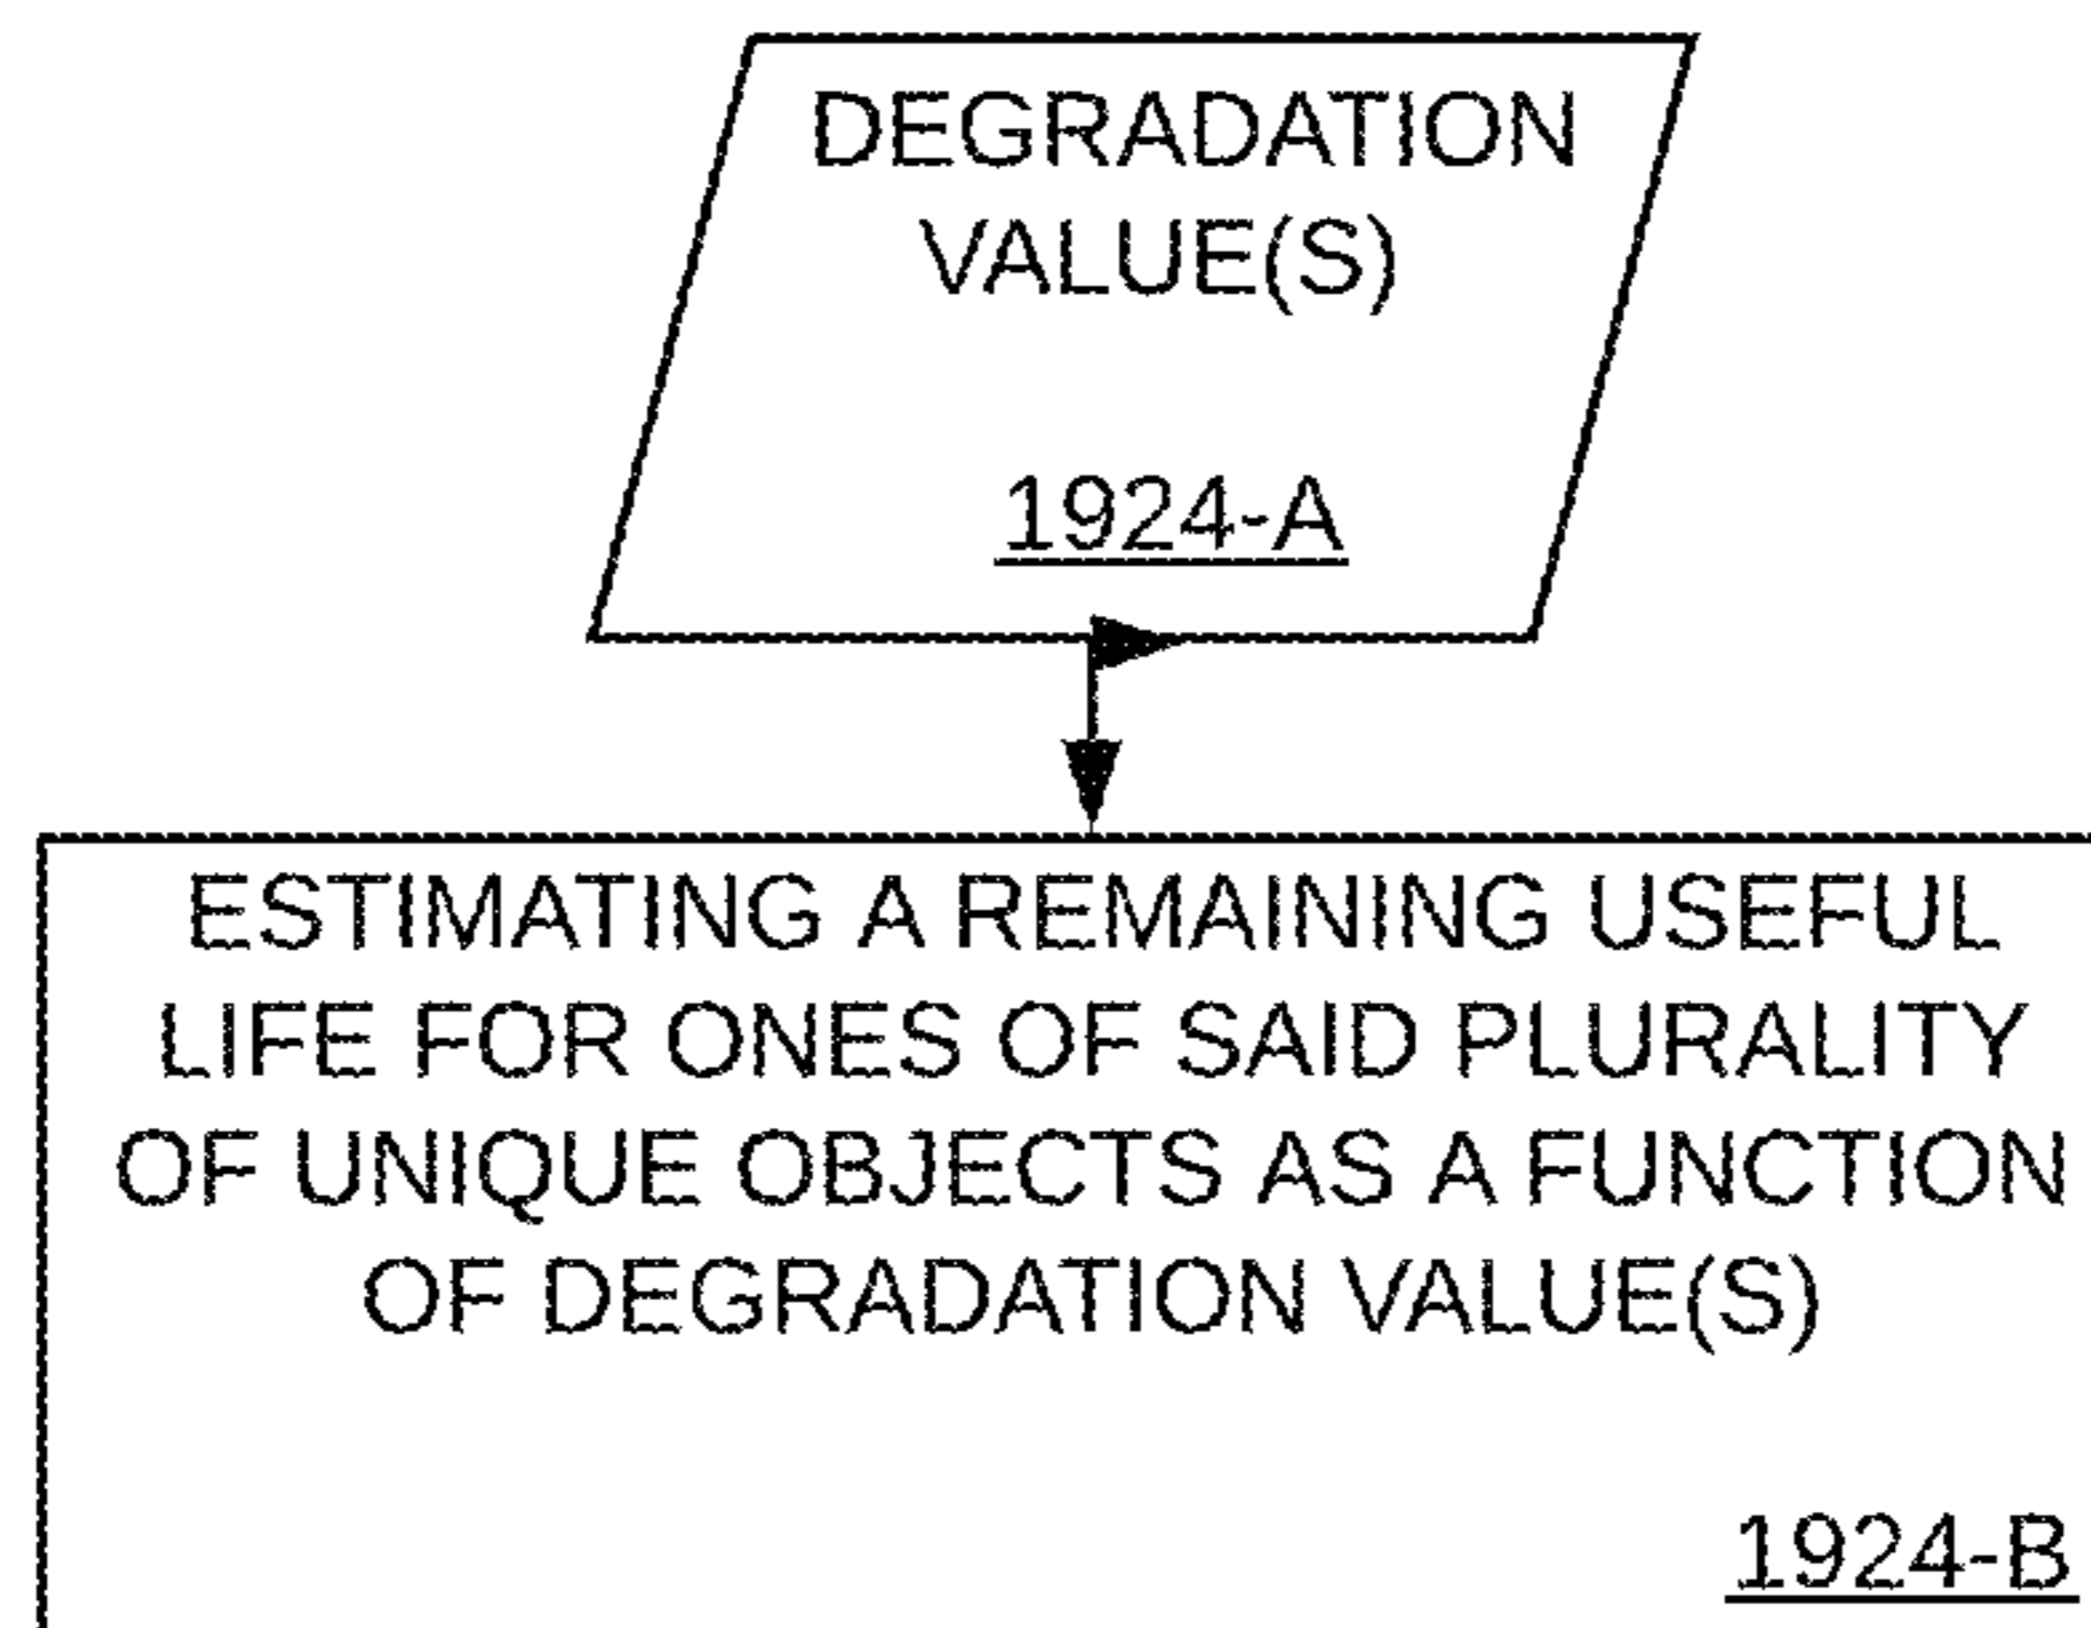 DEGRADATION
VALUE(S)
1924-A
ESTIMATING A REMAINING USEFUL
LIFE FOR ONES OF SAID PLURALITY
OF UNIQUE OBJECTS AS A FUNCTION
OF DEGRADATION VALUE(S)
1924-B